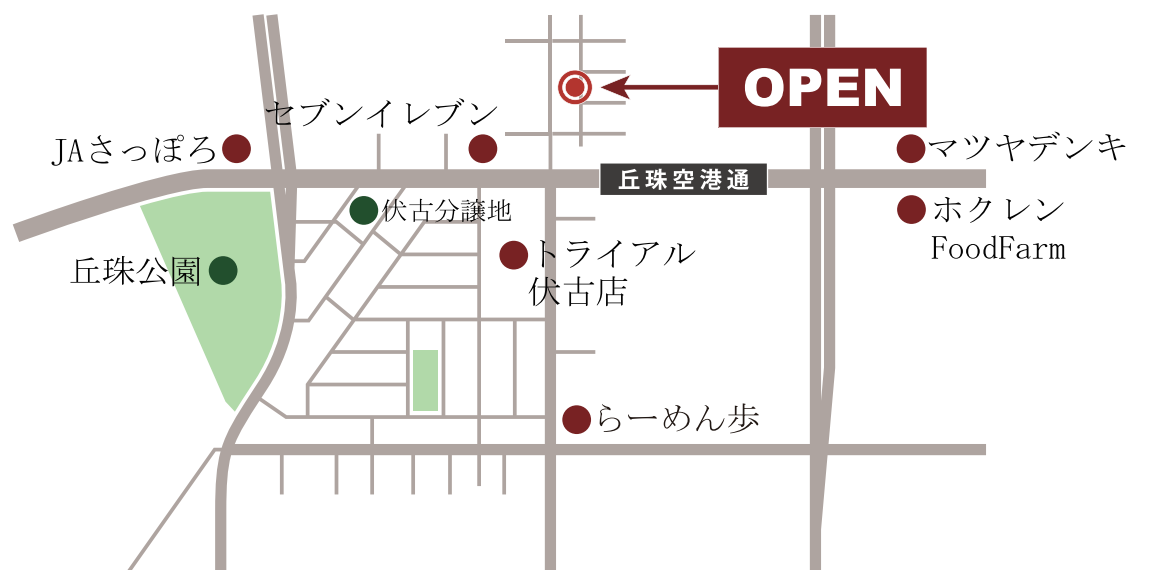 OPEN
セブンイレブン
JAさっぽろ
マツヤデンキ
丘珠空港通
伏古分譲地
ホクレン
FoodFarm
トライアル
伏古店
丘珠公園
らーめん歩